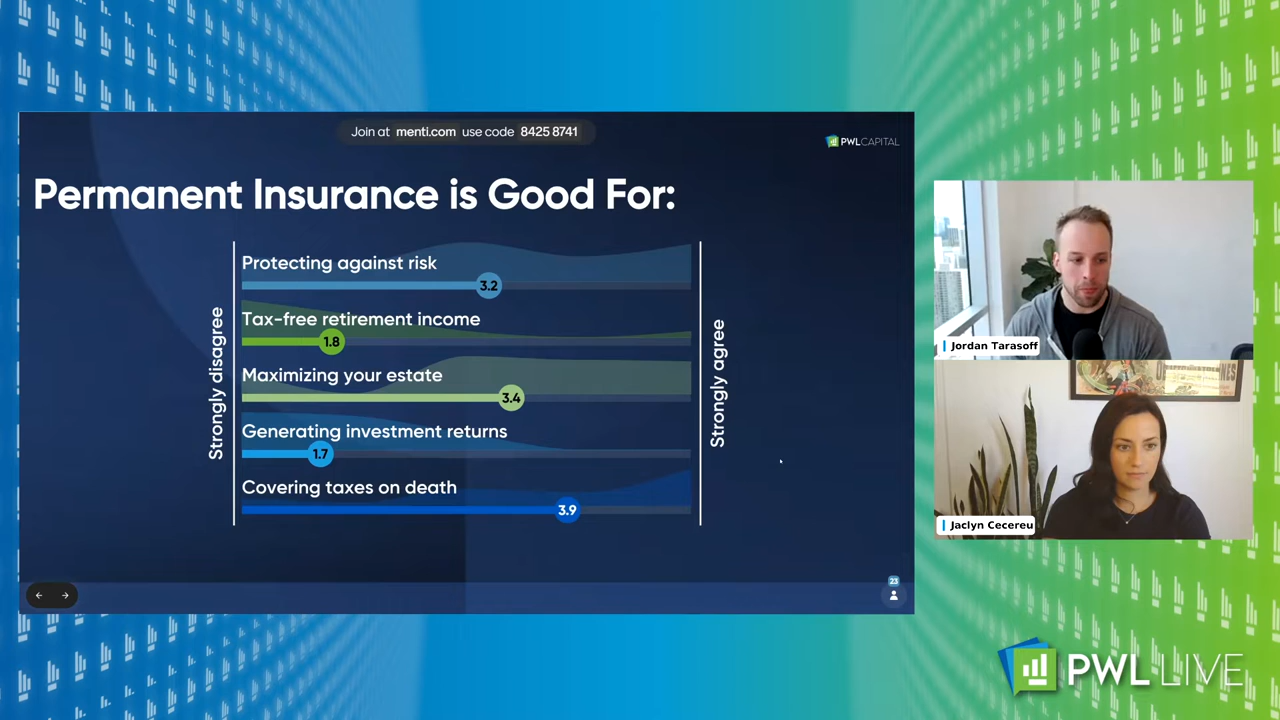 Join at menti.com use code 8425 8741
PWL CAPITAL
Permanent Insurance is Good For:
Strongly disagree
Protecting against risk
3.2
Tax-free retirement income
1.8
Maximizing your estate
3.4
Generating investment returns
1.7
Covering taxes on death
3.9
Strongly agree
23
Jordan Tarasoff
Jaclyn Cecereu
PWL LIVE